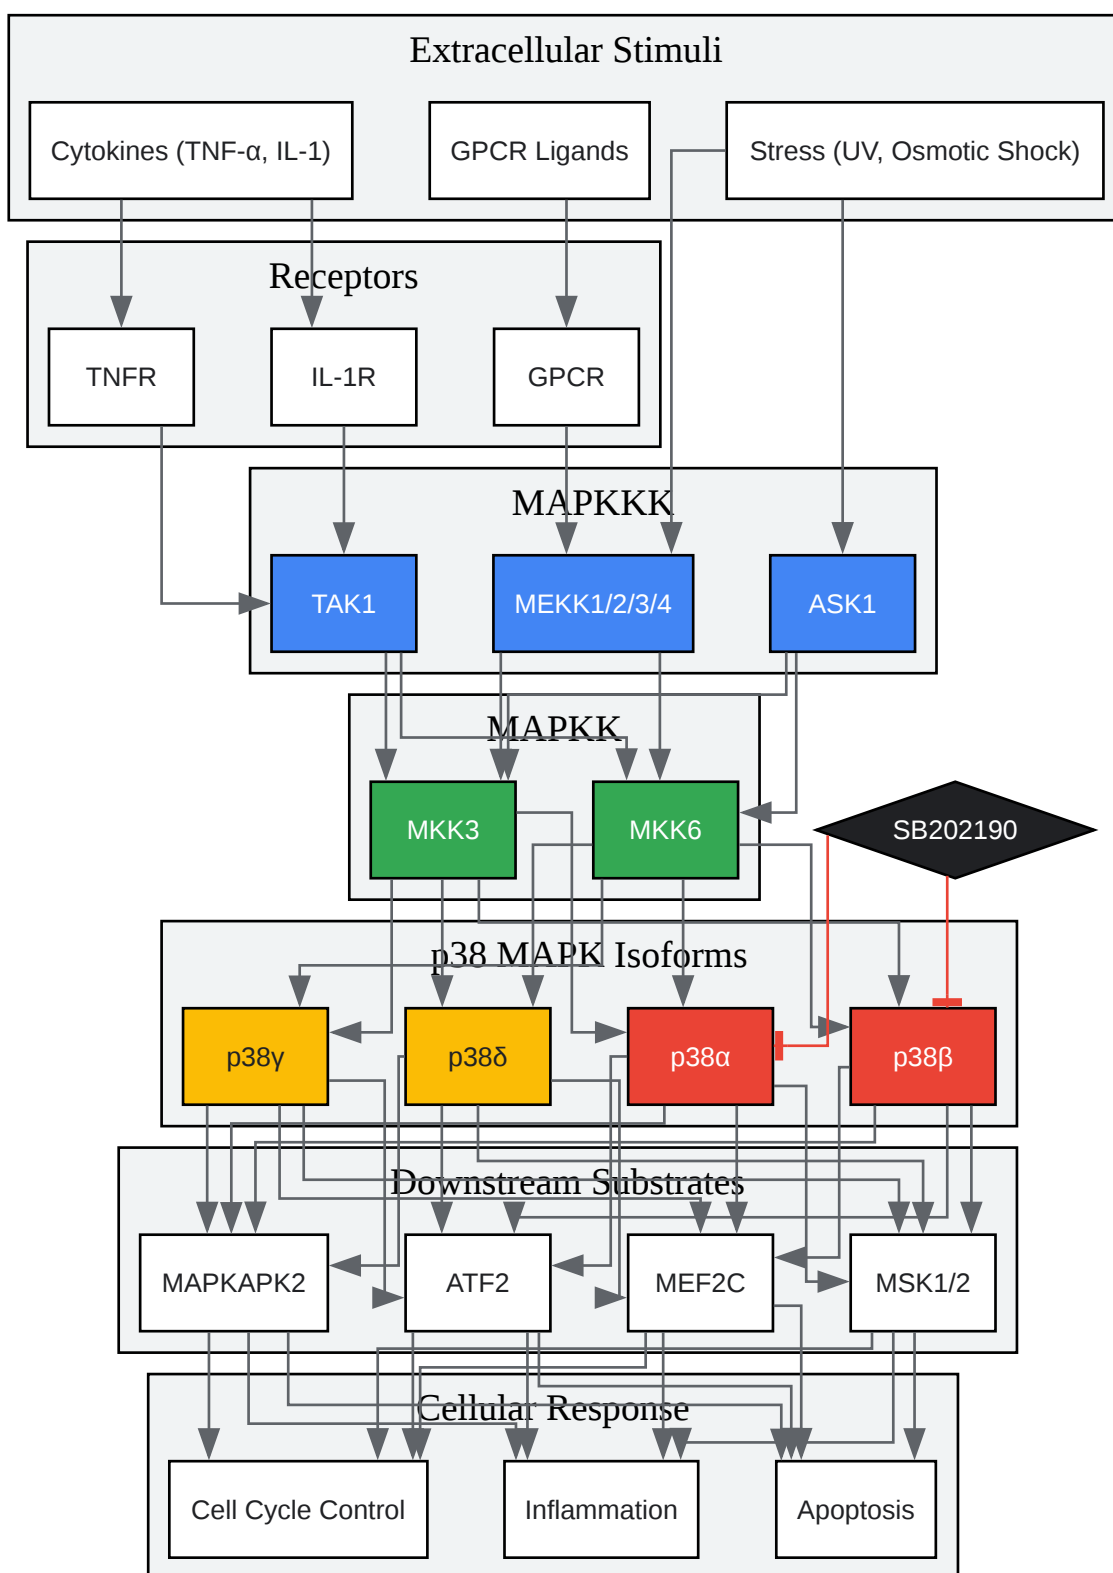 Extracellular Stimuli
Cytokines (TNF-α, IL-1)
GPCR Ligands
Stress (UV, Osmotic Shock)
Receptors
TNFR
IL-1R
GPCR
MAPKKK
TAK1
MEKK1/2/3/4
ASK1
MAPKK
MKK3
MKK6
SB202190
p38 MAPK Isoforms
p38γ
p38δ
p38α
p38β
Downstream Substrates
MAPKAPK2
ATF2
MEF2C
MSK1/2
Cellular Response
Cell Cycle Control
Inflammation
Apoptosis